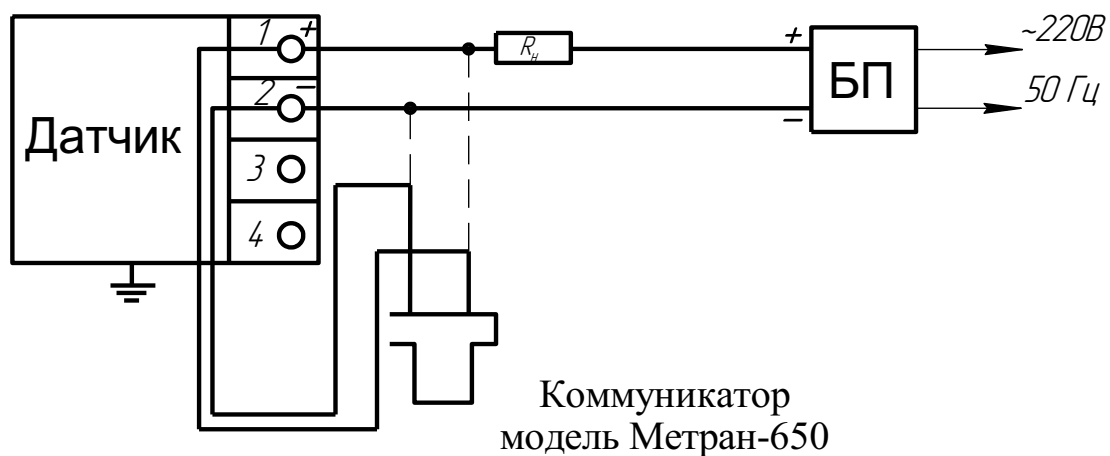 1 +
Rн
+
БП
~220В
2 −
−
50 Гц
Датчик
3
4
Коммуникатор
модель Метран-650